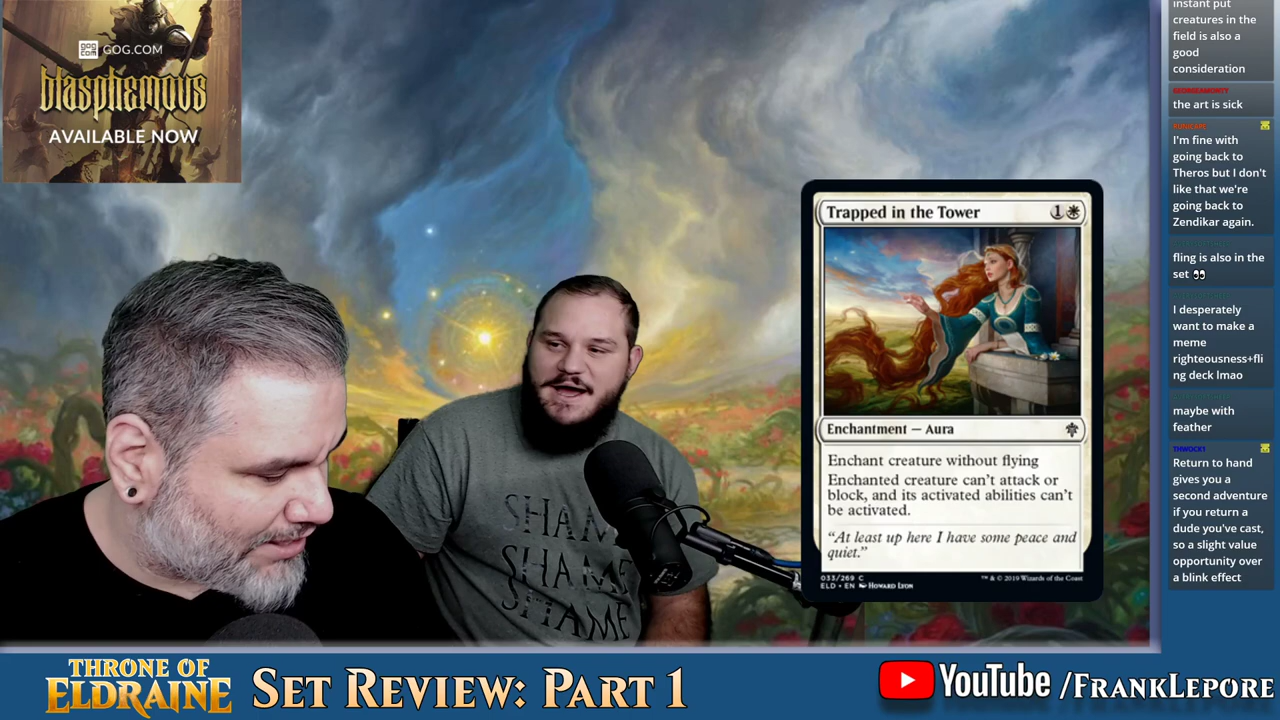 GOG.COM
blasphemous
AVAILABLE NOW
SHAME
SHAME
SHAME
Trapped in the Tower 1
Enchantment — Aura
Enchant creature without flying
Enchanted creature can't attack or
block, and its activated abilities can't
be activated.
“At least up here I have some peace and
quiet.”
033/269 C
ELD • EN Howard Lyon
™ & © 2019 Wizards of the Coast
instant put
creatures in the
field is also a
good
consideration
the art is sick
I'm fine with
going back to
Theros but I don't
like that we're
going back to
Zendikar again.
fling is also in the
set 👀
I desperately
want to make a
meme
righteousness+fli
ng deck lmao
maybe with
feather
Return to hand
gives you a
second adventure
if you return a
dude you've cast,
so a slight value
opportunity over
a blink effect
THRONE OF
ELDRAINE
SET REVIEW: PART 1
YouTube /FRANKLEPORE